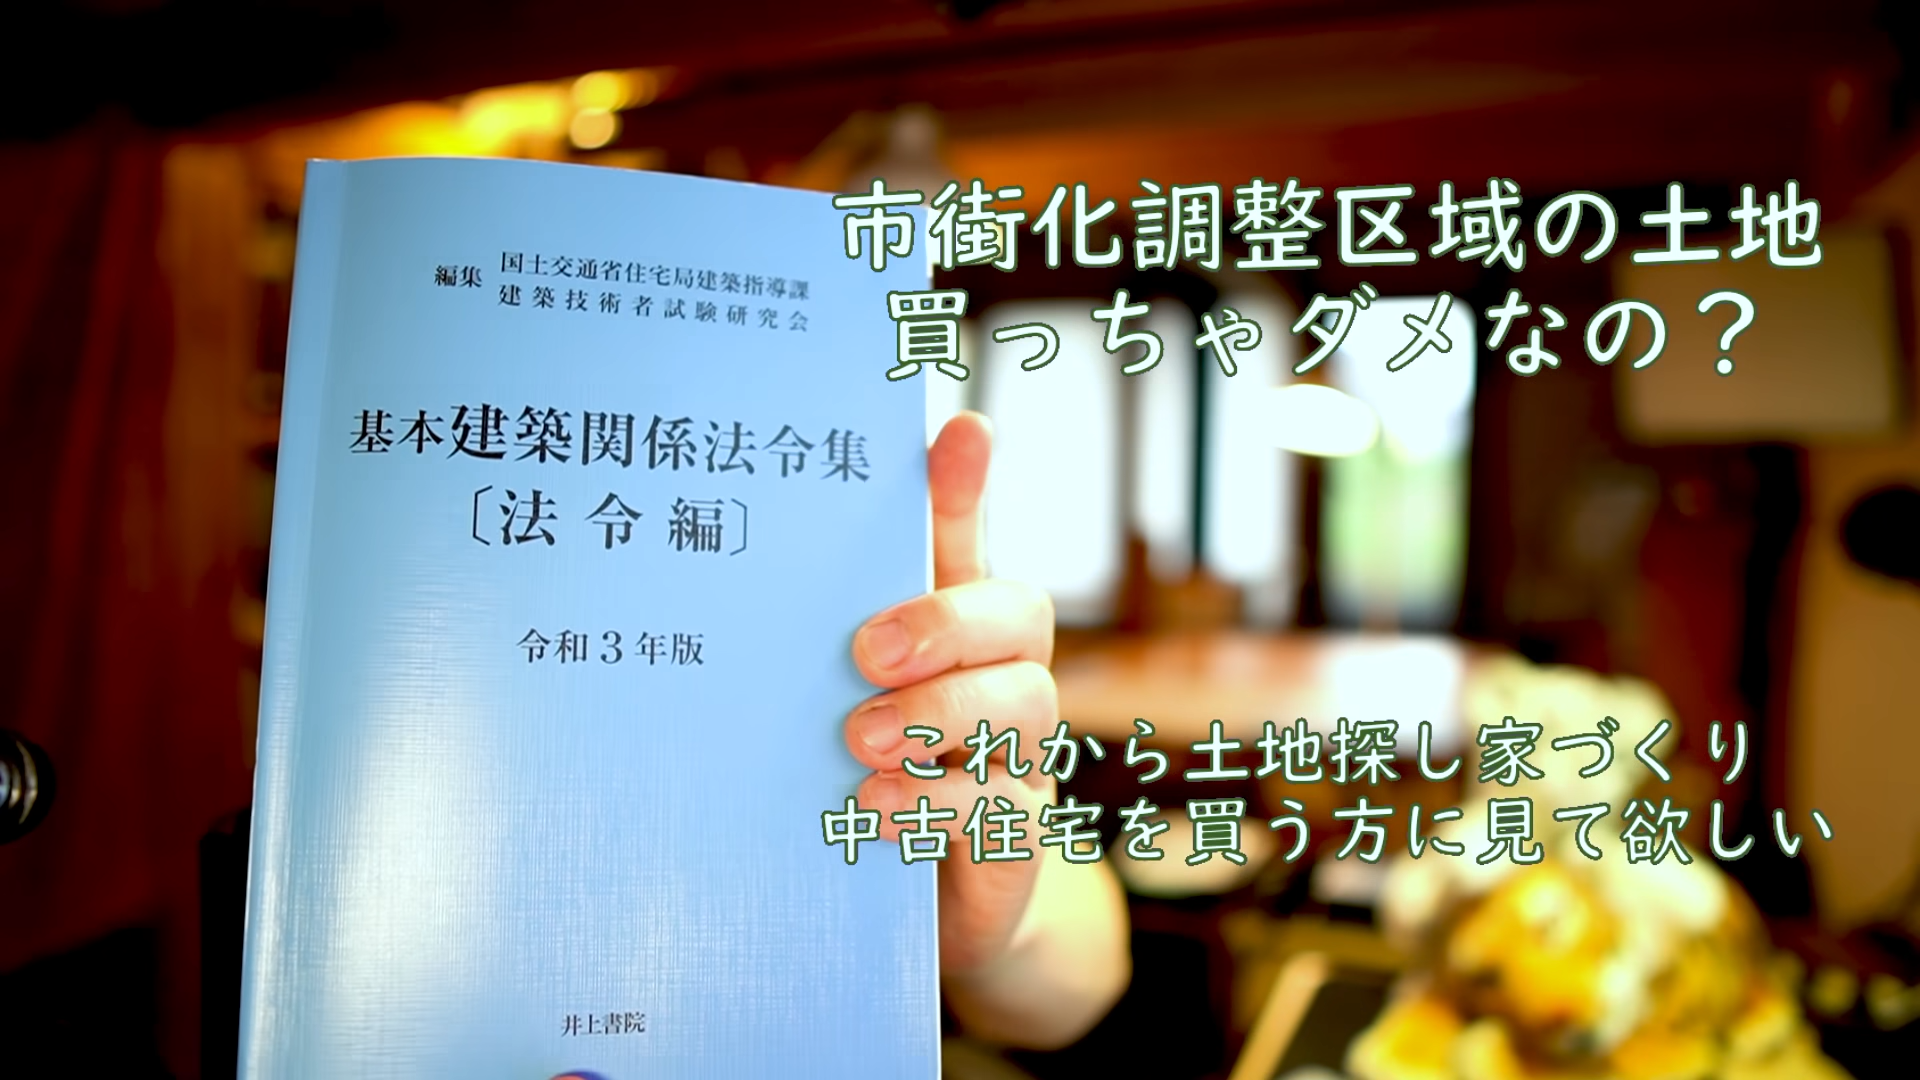 編集 国土交通省住宅局建築指導課
建築技術者試験研究会
基本建築関係法令集
〔法令編〕
令和3年版
井上書院
市街化調整区域の土地
買っちゃダメなの？
これから土地探し家づくり
中古住宅を買う方に見て欲しい